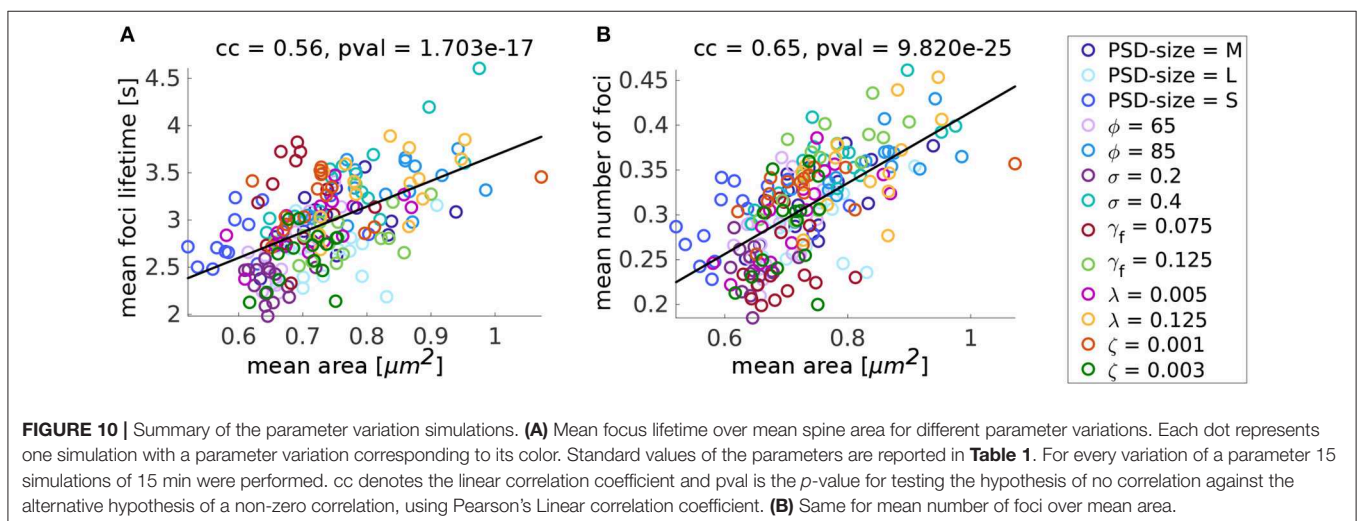 A
cc = 0.56, pval = 1.703e-17
mean foci lifetime [s]
4.5
4
3.5
3
2.5
2
0.6 0.7 0.8 0.9 1
mean area [μm²]
B
cc = 0.65, pval = 9.820e-25
mean number of foci
0.45
0.4
0.35
0.3
0.25
0.2
0.6 0.8 1
mean area [μm²]
PSD-size = M
PSD-size = L
PSD-size = S
ϕ = 65
ϕ = 85
σ = 0.2
σ = 0.4
γf = 0.075
γf = 0.125
λ = 0.005
λ = 0.125
ζ = 0.001
ζ = 0.003
FIGURE 10 | Summary of the parameter variation simulations. (A) Mean focus lifetime over mean spine area for different parameter variations. Each dot represents
one simulation with a parameter variation corresponding to its color. Standard values of the parameters are reported in Table 1. For every variation of a parameter 15
simulations of 15 min were performed. cc denotes the linear correlation coefficient and pval is the p-value for testing the hypothesis of no correlation against the
alternative hypothesis of a non-zero correlation, using Pearson's Linear correlation coefficient. (B) Same for mean number of foci over mean area.